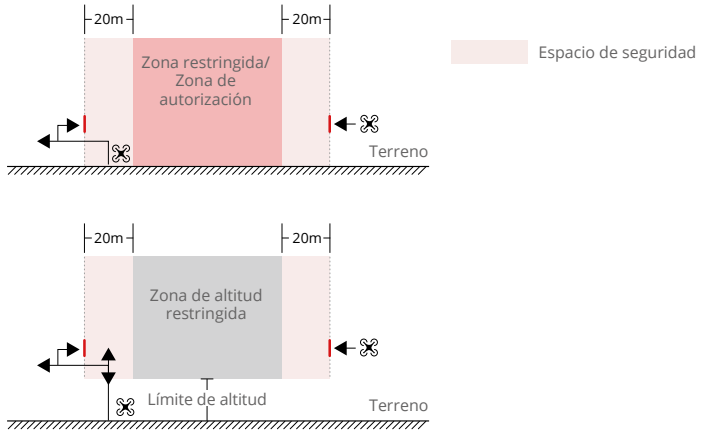 20m
20m
Zona restringida/
Zona de
autorización
Espacio de seguridad
Terreno
20m
20m
Zona de altitud
restringida
Límite de altitud
Terreno